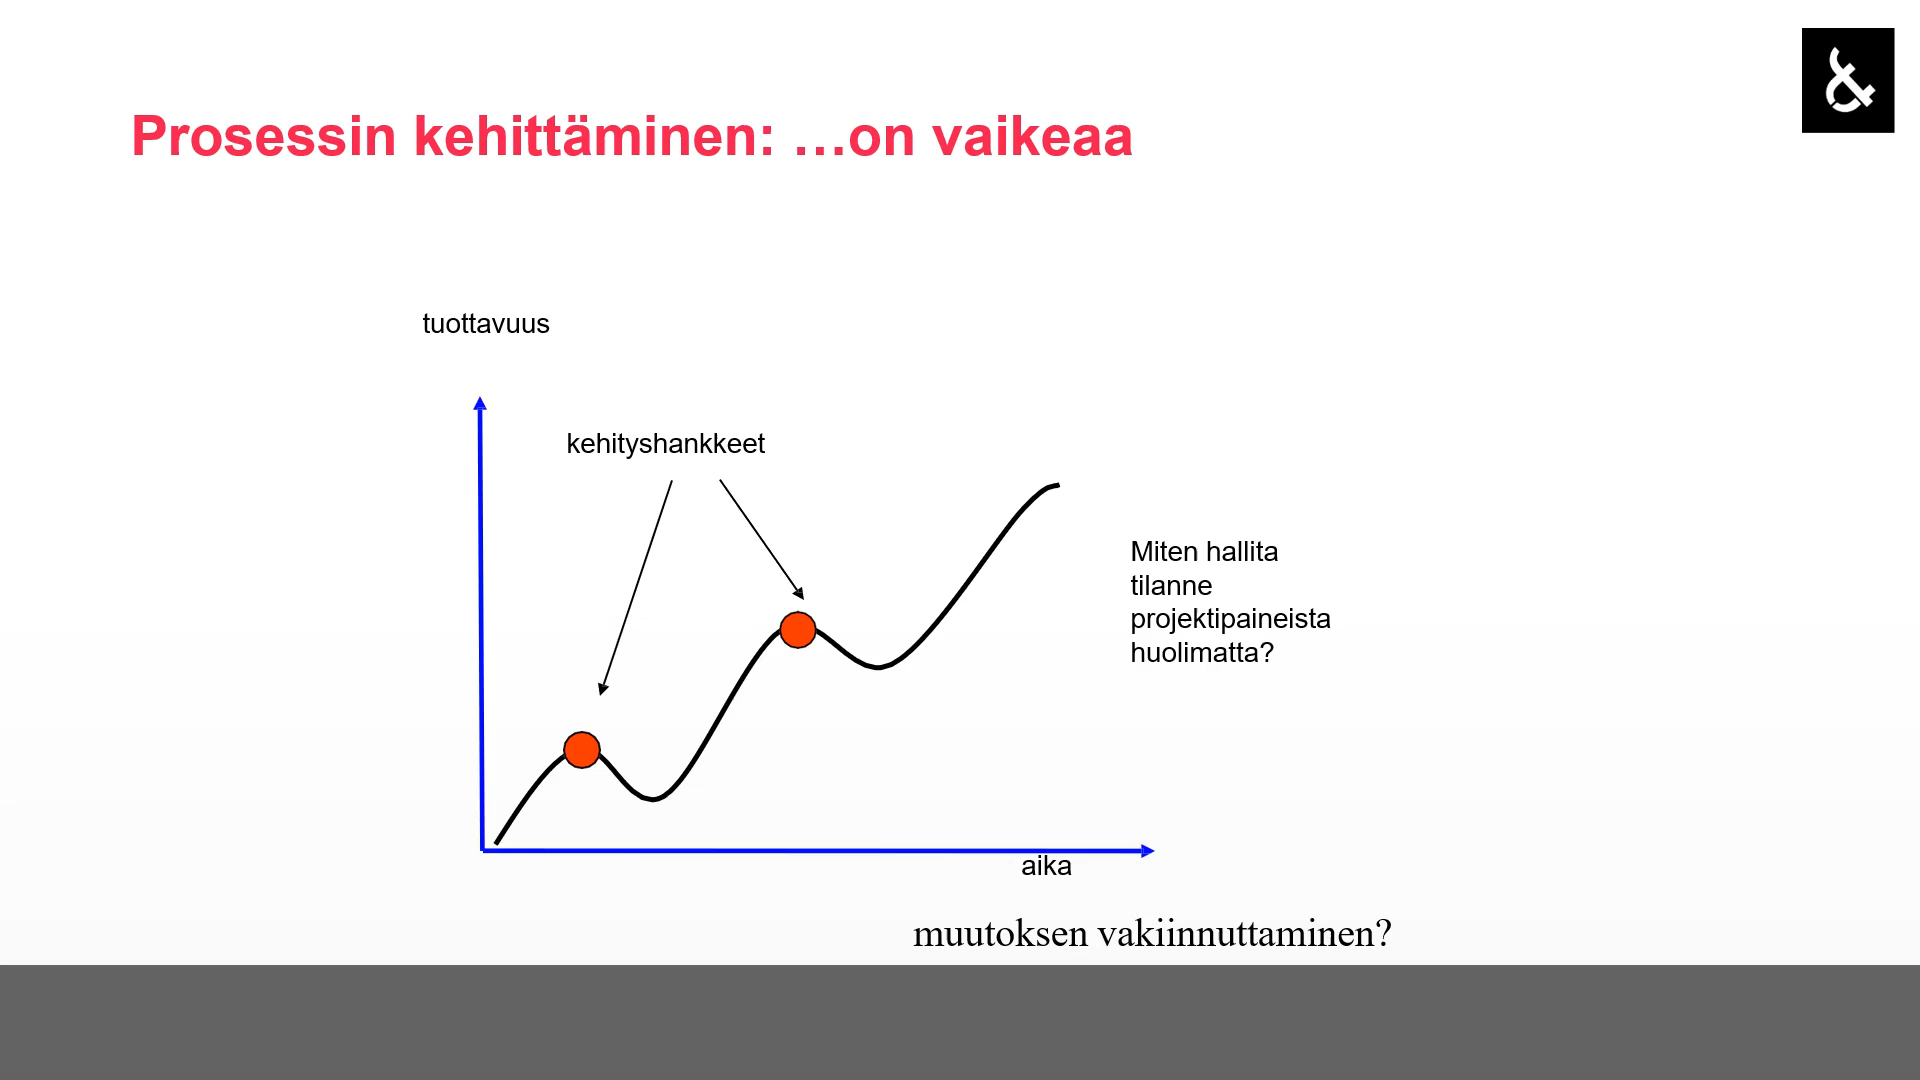 &
Prosessin kehittäminen: …on vaikeaa
tuottavuus
kehityshankkeet
Miten hallita
tilanne
projektipaineista
huolimatta?
aika
muutoksen vakiinnuttaminen?